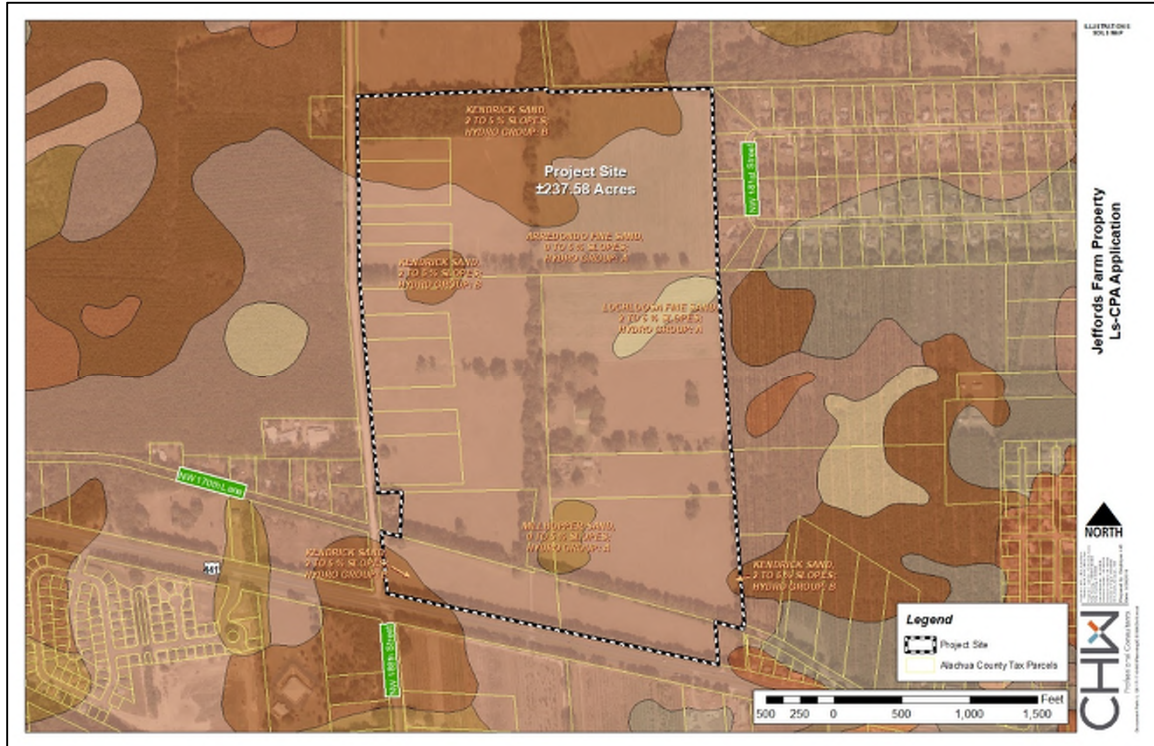 ILLUSTRATION 5
SOILS MAP
KENDRICK SAND,
2 TO 5 % SLOPES;
HYDRO GROUP: B
Project Site
±237.58 Acres
NW 181st Street
ARREDONDO FINE SAND,
0 TO 5 % SLOPES;
HYDRO GROUP: A
KENDRICK SAND,
2 TO 5 % SLOPES;
HYDRO GROUP: B
LOCHLOOSA FINE SAND,
2 TO 5 % SLOPES;
HYDRO GROUP: A
Jeffords Farm Property
Ls-CPA Application
NW 170th Lane
MILLHOPPER SAND,
0 TO 5 % SLOPES;
HYDRO GROUP: A
KENDRICK SAND,
2 TO 5 % SLOPES;
HYDRO GROUP:
441
KENDRICK SAND,
2 TO 5 % SLOPES;
HYDRO GROUP: B
NORTH
NW 188th Street
Legend
Project Site
Alachua County Tax Parcels
Feet
500 250 0 500 1,000 1,500
CHW
Professional Consultants